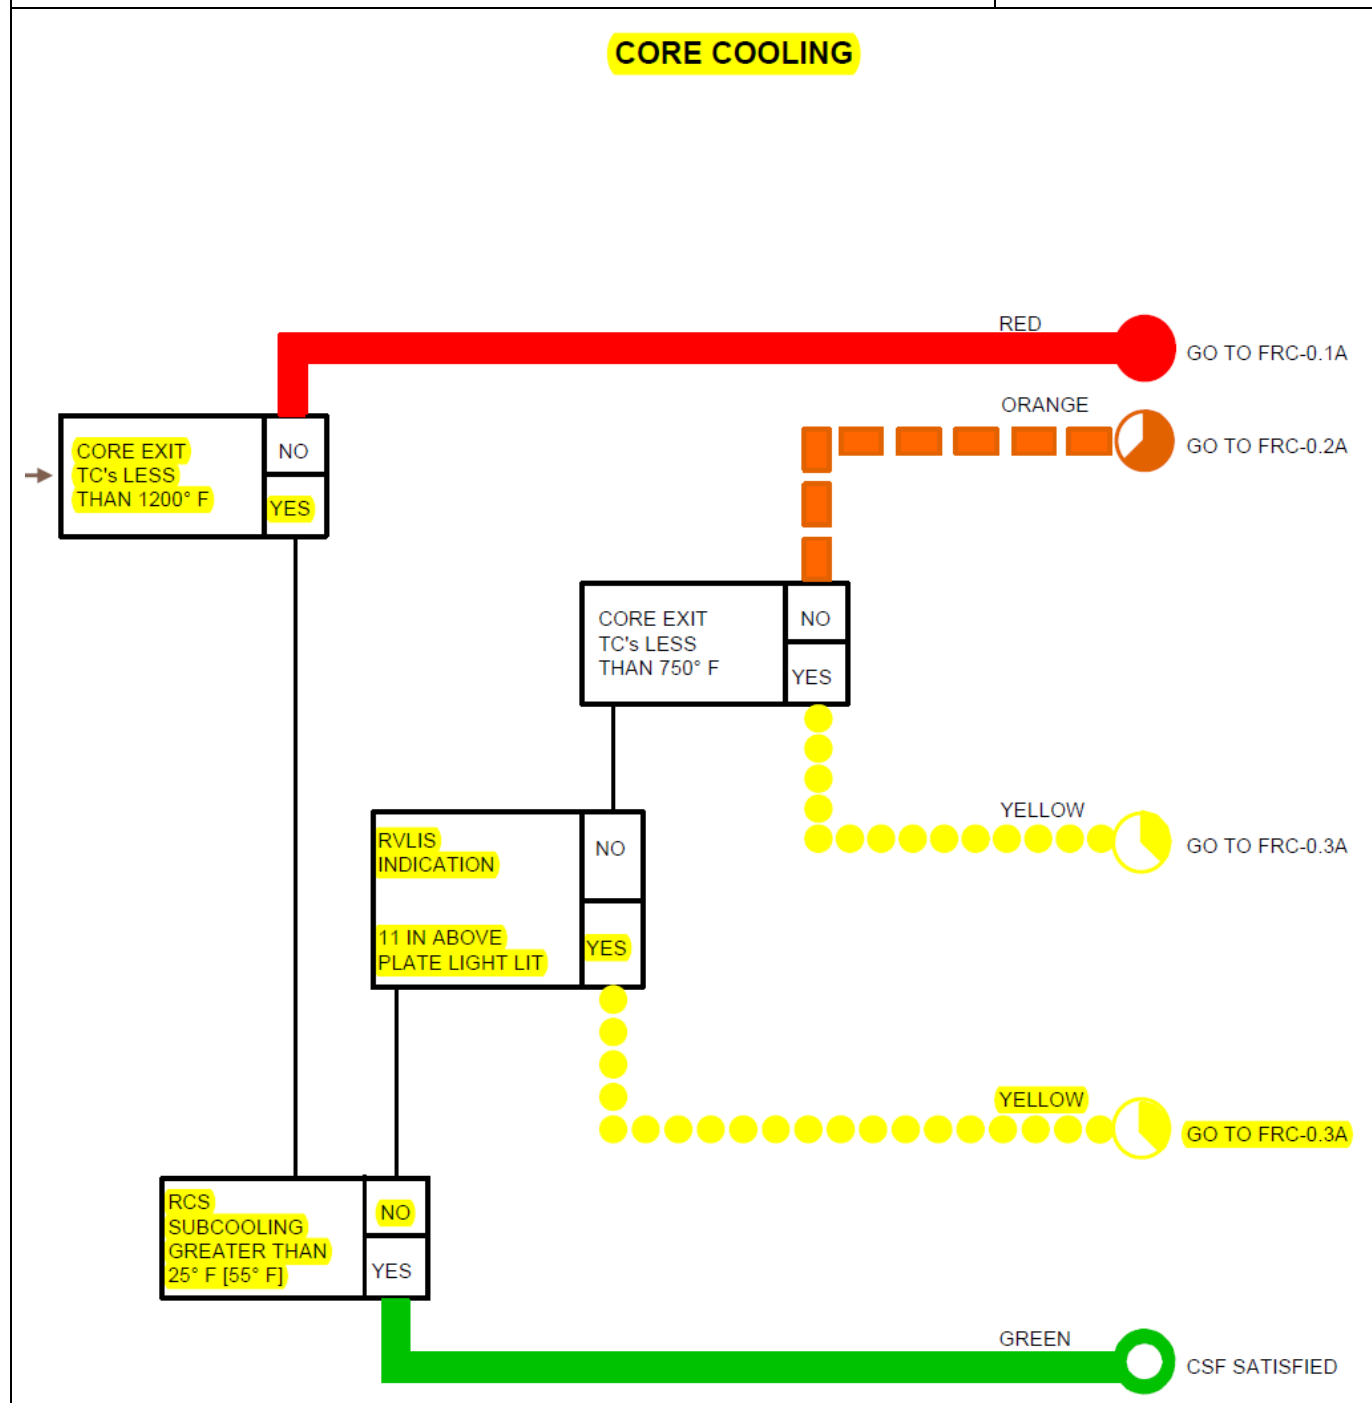 CORE COOLING
RED
GO TO FRC-0.1A
ORANGE
GO TO FRC-0.2A
CORE EXIT
TC's LESS
THAN 1200° F
NO
YES
CORE EXIT
TC's LESS
THAN 750° F
NO
YES
YELLOW
GO TO FRC-0.3A
RVLIS
INDICATION
11 IN ABOVE
PLATE LIGHT LIT
NO
YES
YELLOW
GO TO FRC-0.3A
RCS
SUBCOOLING
GREATER THAN
25° F [55° F]
NO
YES
GREEN
CSF SATISFIED